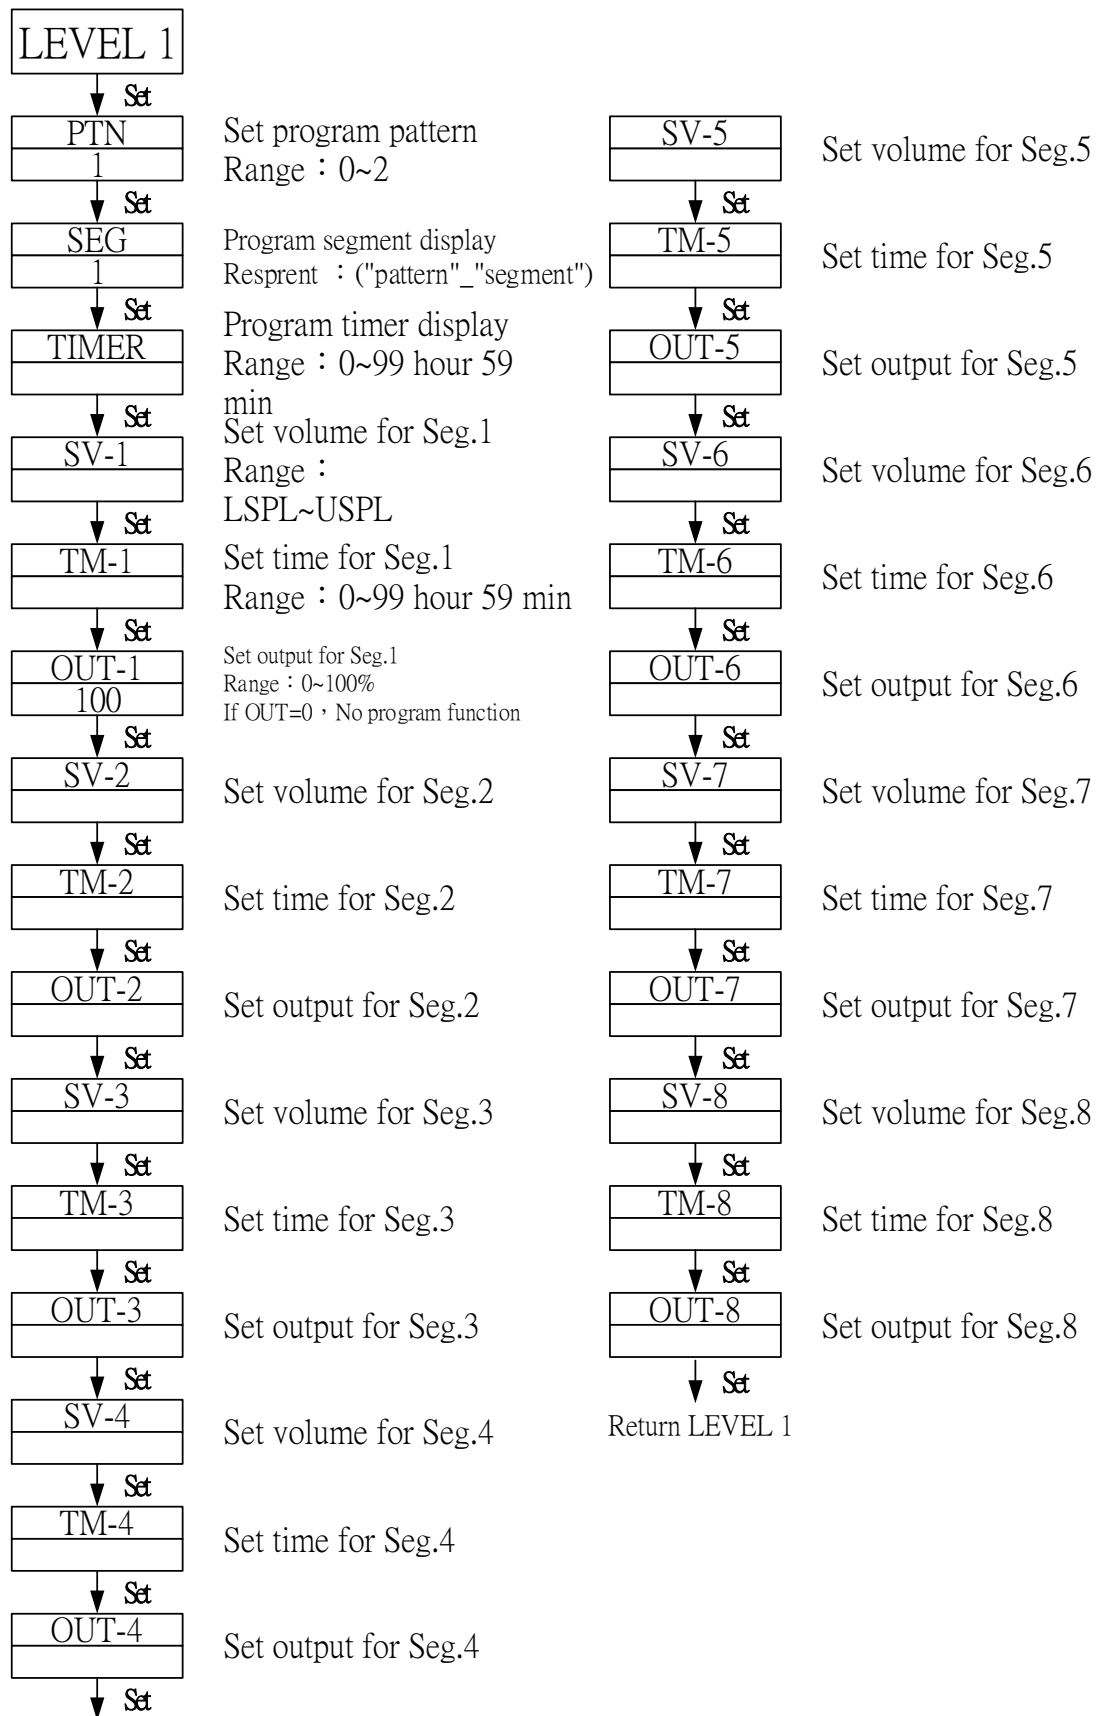 LEVEL 1
Set
PTN
1
Set program pattern
Range：0~2
Set
SEG
1
Program segment display
Resprent ：("pattern"_"segment")
Set
TIMER
Program timer display
Range：0~99 hour 59
min
Set
SV-1
Set volume for Seg.1
Range：
LSPL~USPL
Set
TM-1
Set time for Seg.1
Range：0~99 hour 59 min
Set
OUT-1
100
Set output for Seg.1
Range：0~100%
If OUT=0，No program function
Set
SV-2
Set volume for Seg.2
Set
TM-2
Set time for Seg.2
Set
OUT-2
Set output for Seg.2
Set
SV-3
Set volume for Seg.3
Set
TM-3
Set time for Seg.3
Set
OUT-3
Set output for Seg.3
Set
SV-4
Set volume for Seg.4
Set
TM-4
Set time for Seg.4
Set
OUT-4
Set output for Seg.4
Set
SV-5
Set volume for Seg.5
Set
TM-5
Set time for Seg.5
Set
OUT-5
Set output for Seg.5
Set
SV-6
Set volume for Seg.6
Set
TM-6
Set time for Seg.6
Set
OUT-6
Set output for Seg.6
Set
SV-7
Set volume for Seg.7
Set
TM-7
Set time for Seg.7
Set
OUT-7
Set output for Seg.7
Set
SV-8
Set volume for Seg.8
Set
TM-8
Set time for Seg.8
Set
OUT-8
Set output for Seg.8
Set
Return LEVEL 1